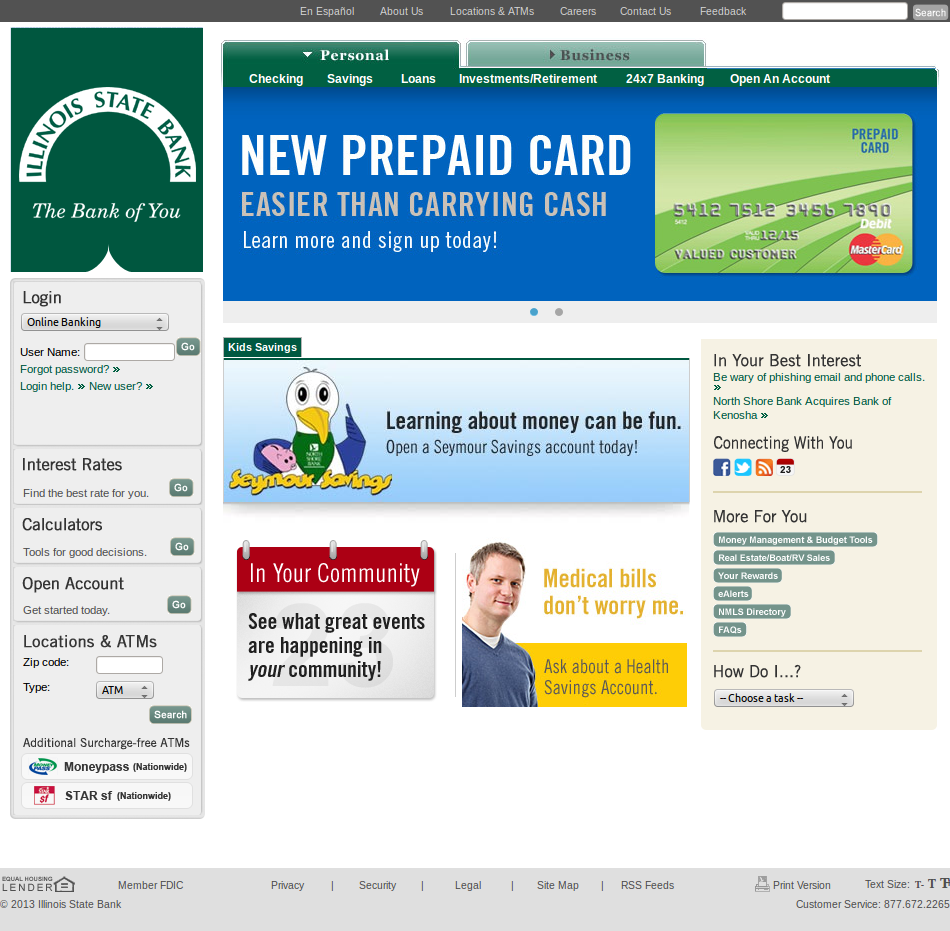 En Español About Us Locations & ATMs Careers Contact Us Feedback Search
ILLINOIS STATE BANK
The Bank of You
Personal Business
Checking Savings Loans Investments/Retirement 24x7 Banking Open An Account
NEW PREPAID CARD
EASIER THAN CARRYING CASH
Learn more and sign up today!
PREPAID
CARD
5412 7512 3456 7890
5412
Debit
VALID
THRU 12/15
MasterCard
VALUED CUSTOMER
Login
Online Banking
User Name: Go
Forgot password?
Login help. New user?
Interest Rates
Find the best rate for you. Go
Calculators
Tools for good decisions. Go
Open Account
Get started today. Go
Locations & ATMs
Zip code:
Type: ATM
Search
Additional Surcharge-free ATMs
MONEY PASS Moneypass (Nationwide)
STAR sf STAR sf (Nationwide)
Kids Savings
NORTH
SHORE
BANK
Seymour Savings
Learning about money can be fun.
Open a Seymour Savings account today!
In Your Community
23
See what great events
are happening in
your community!
Medical bills
don't worry me.
Ask about a Health
Savings Account.
In Your Best Interest
Be wary of phishing email and phone calls.
North Shore Bank Acquires Bank of
Kenosha
Connecting With You
23
More For You
Money Management & Budget Tools
Real Estate/Boat/RV Sales
Your Rewards
eAlerts
NMLS Directory
FAQs
How Do I...?
-- Choose a task --
EQUAL HOUSING
LENDER Member FDIC Privacy | Security | Legal | Site Map | RSS Feeds Print Version Text Size: T- T T
© 2013 Illinois State Bank Customer Service: 877.672.2265